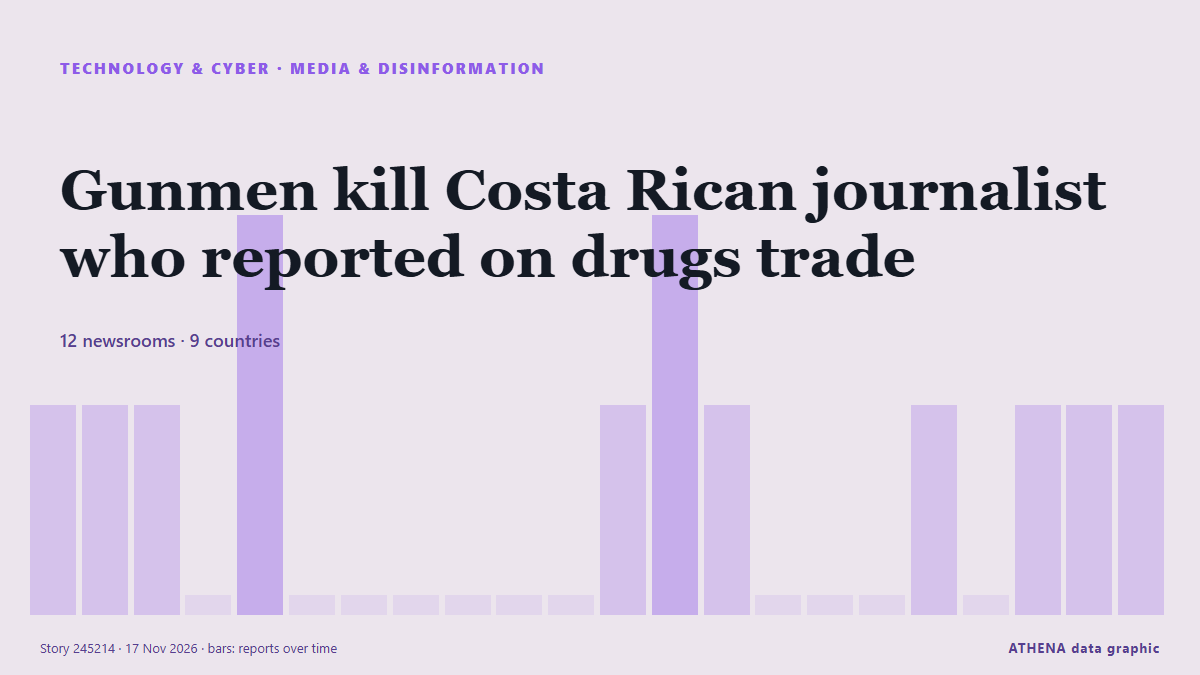 TECHNOLOGY & CYBER · MEDIA & DISINFORMATION
Gunmen kill Costa Rican journalist
who reported on drugs trade
12 newsrooms · 9 countries
Story 245214 · 17 Nov 2026 · bars: reports over time
ATHENA data graphic